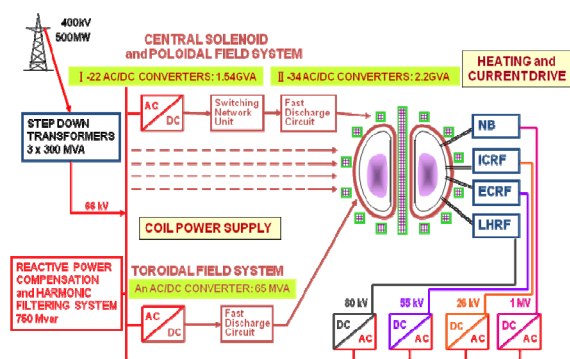 400kV
500MW
CENTRAL SOLENOID
and POLOIDAL FIELD SYSTEM
Ⅰ-22 AC/DC CONVERTERS: 1.54GVA
Ⅱ-34 AC/DC CONVERTERS: 2.2GVA
HEATING and
CURRENT DRIVE
AC
DC
Switching
Network
Unit
Fast
Discharge
Circuit
STEP DOWN
TRANSFORMERS
3 x 300 MVA
NB
ICRF
ECRF
LHRF
66 kV
COIL POWER SUPPLY
REACTIVE POWER
COMPENSATION
and HARMONIC
FILTERING SYSTEM
750 Mvar
TOROIDAL FIELD SYSTEM
An AC/DC CONVERTER: 65 MVA
AC
DC
Fast
Discharge
Circuit
80 kV
55 kV
26 kV
1 MV
DC
AC
DC
AC
DC
AC
DC
AC